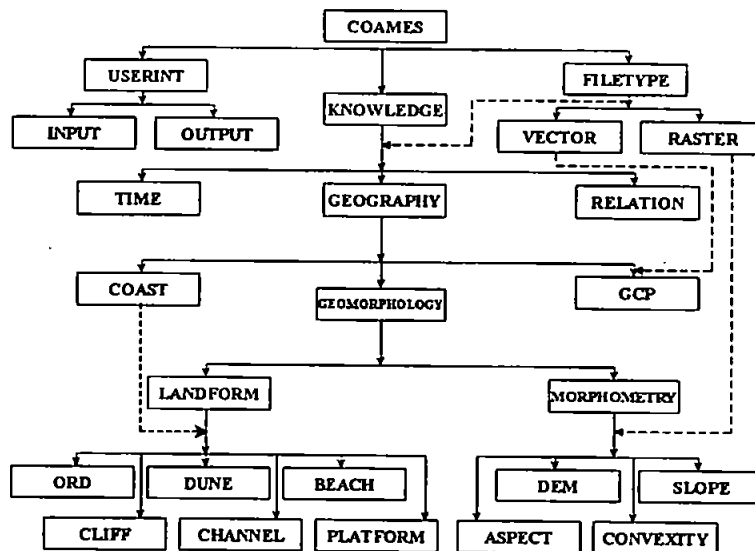 COAMES
USERINT
FILETYPE
INPUT
OUTPUT
KNOWLEDGE
VECTOR
RASTER
TIME
GEOGRAPHY
RELATION
COAST
GEOMORPHOLOGY
GCP
LANDFORM
MORPHOMETRY
ORD
DUNE
BEACH
DEM
SLOPE
CLIFF
CHANNEL
PLATFORM
ASPECT
CONVEXITY